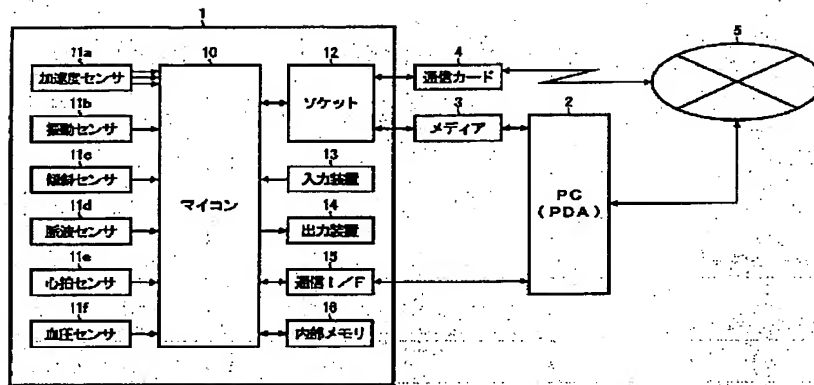 1
11a
加速度センサ
11b
振動センサ
11c
傾斜センサ
11d
脈波センサ
11e
心拍センサ
11f
血圧センサ
10
マイコン
12
ソケット
13
入力装置
14
出力装置
15
通信I/F
16
内部メモリ
4
通信カード
3
メディア
2
PC
(PDA)
5